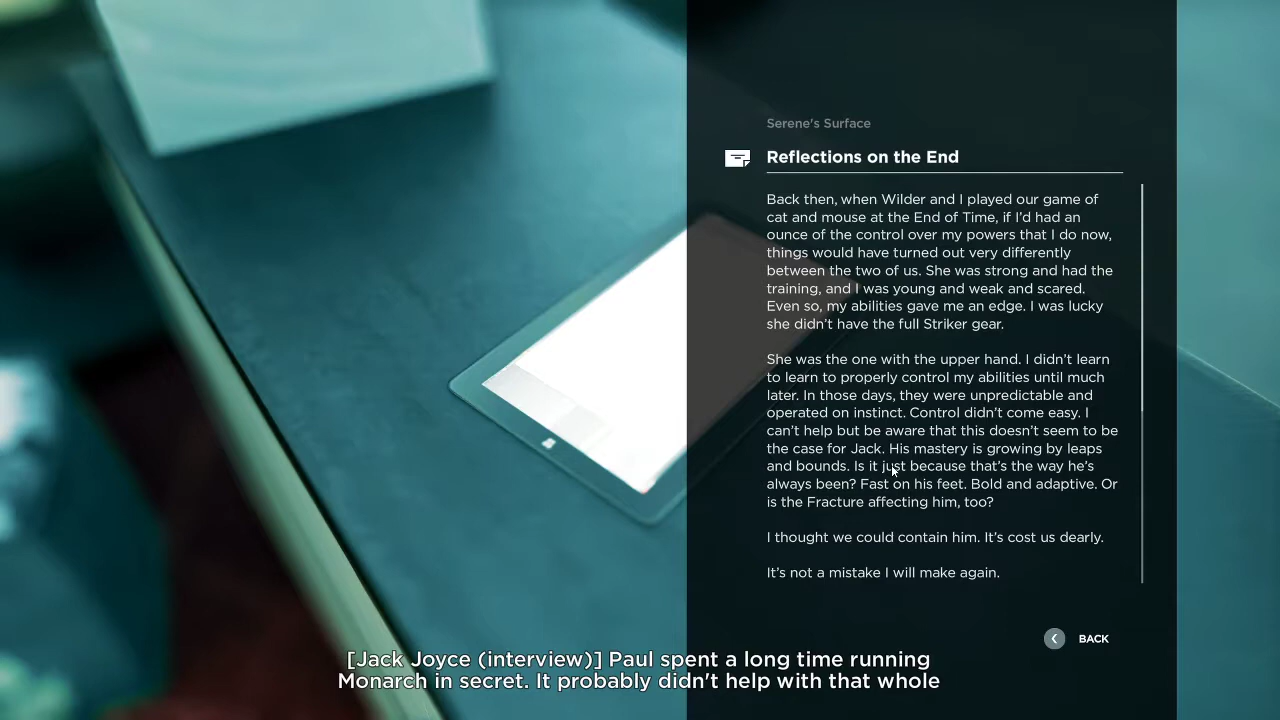 Serene's Surface
Reflections on the End
Back then, when Wilder and I played our game of
cat and mouse at the End of Time, if I'd had an
ounce of the control over my powers that I do now,
things would have turned out very differently
between the two of us. She was strong and had the
training, and I was young and weak and scared.
Even so, my abilities gave me an edge. I was lucky
she didn't have the full Striker gear.
She was the one with the upper hand. I didn't learn
to learn to properly control my abilities until much
later. In those days, they were unpredictable and
operated on instinct. Control didn't come easy. I
can't help but be aware that this doesn't seem to be
the case for Jack. His mastery is growing by leaps
and bounds. Is it just because that's the way he's
always been? Fast on his feet. Bold and adaptive. Or
is the Fracture affecting him, too?
I thought we could contain him. It's cost us dearly.
It's not a mistake I will make again.
BACK
[Jack Joyce (interview)] Paul spent a long time running
Monarch in secret. It probably didn't help with that whole